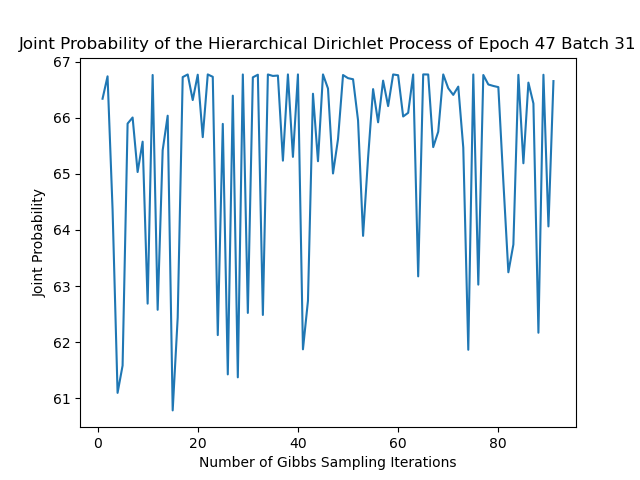 Joint Probability of the Hierarchical Dirichlet Process of Epoch 47 Batch 31
67
66
65
64
63
62
61
Joint Probability
0 20 40 60 80
Number of Gibbs Sampling Iterations